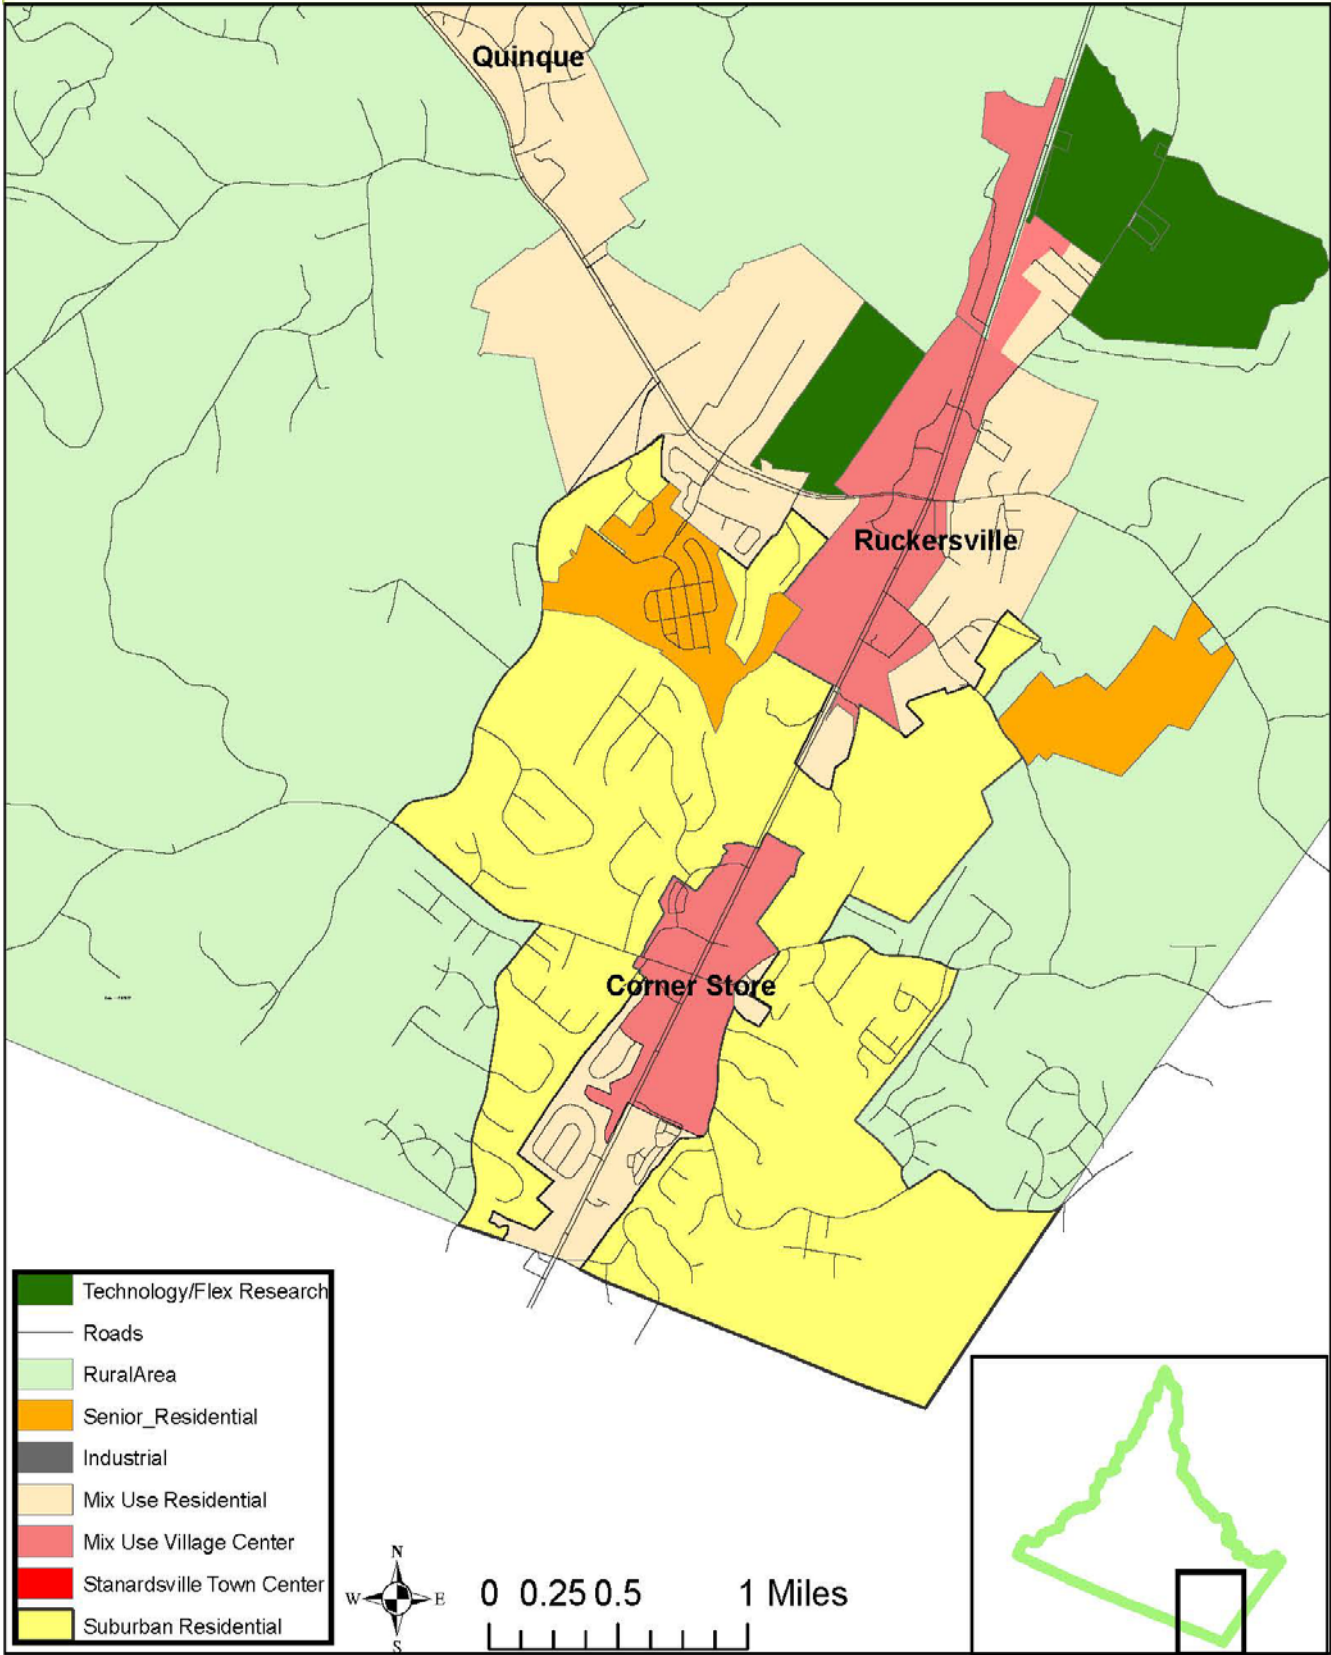 Quinque
Ruckersville
Corner Store
Technology/Flex Research
Roads
RuralArea
Senior_Residential
Industrial
Mix Use Residential
Mix Use Village Center
Stanardsville Town Center
Suburban Residential
N
W E
S
0 0.25 0.5 1 Miles